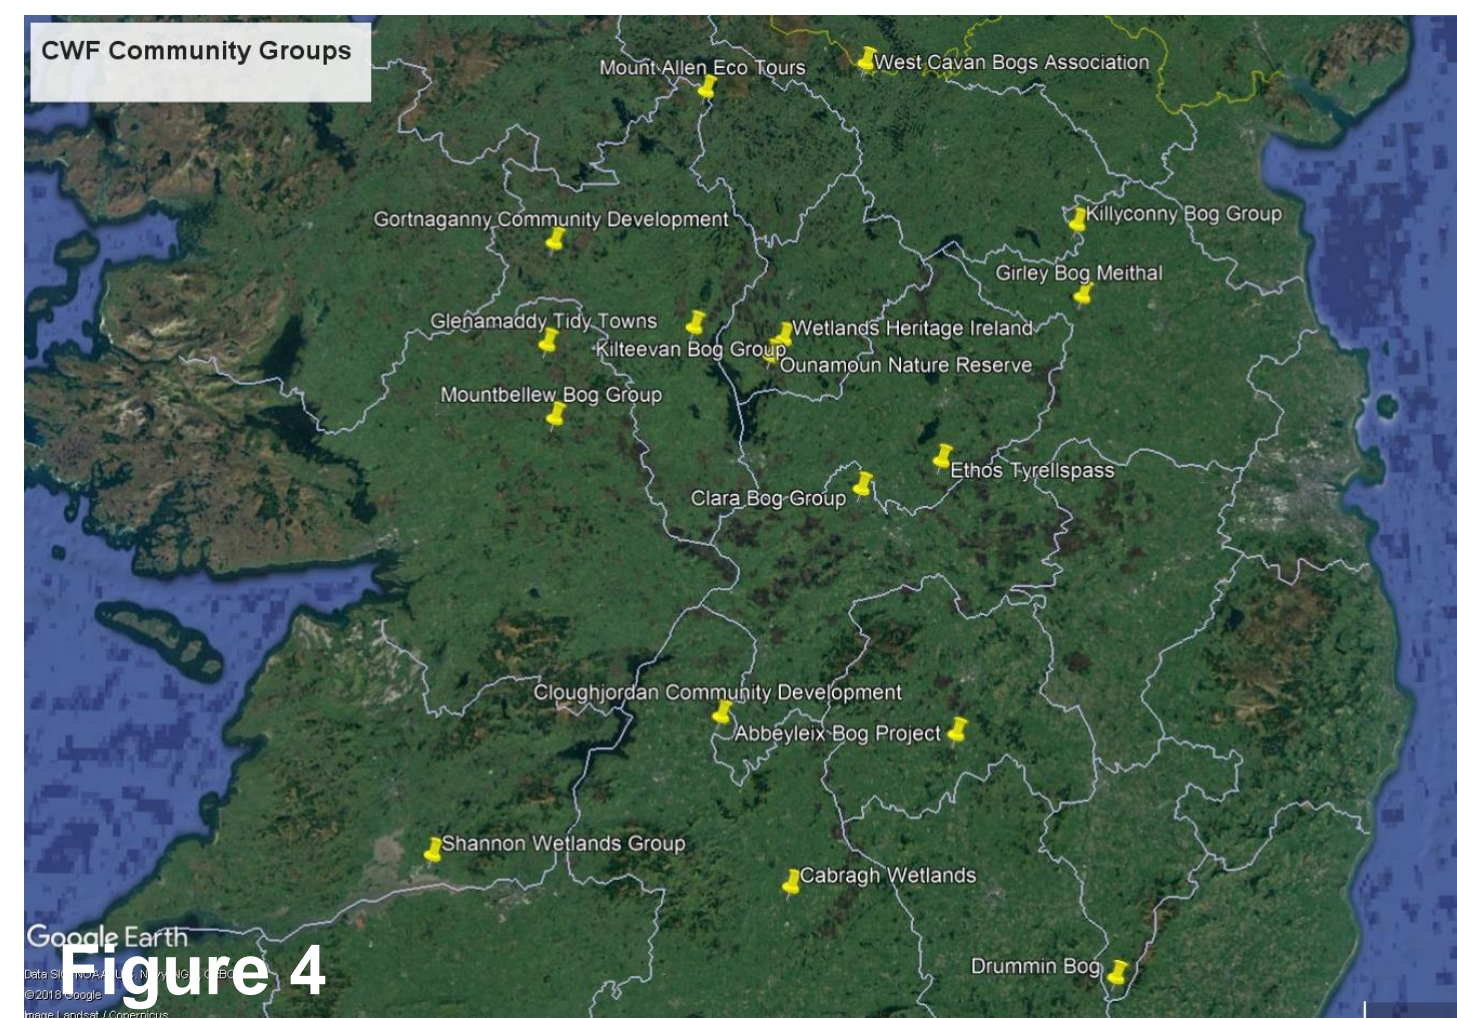 CWF Community Groups
West Cavan Bogs Association
Mount Allen Eco Tours
Killyconny Bog Group
Gortnaganny Community Development
Girley Bog Meithal
Glenamaddy Tidy Towns
Wetlands Heritage Ireland
Kilteevan Bog Group
Ounamoun Nature Reserve
Mountbellew Bog Group
Ethos Tyrellspass
Clara Bog Group
Cloughjordan Community Development
Abbeyleix Bog Project
Shannon Wetlands Group
Cabragh Wetlands
Google Earth
Drummin Bog
Figure 4
©2018 Google
Image Landsat / Copernicus